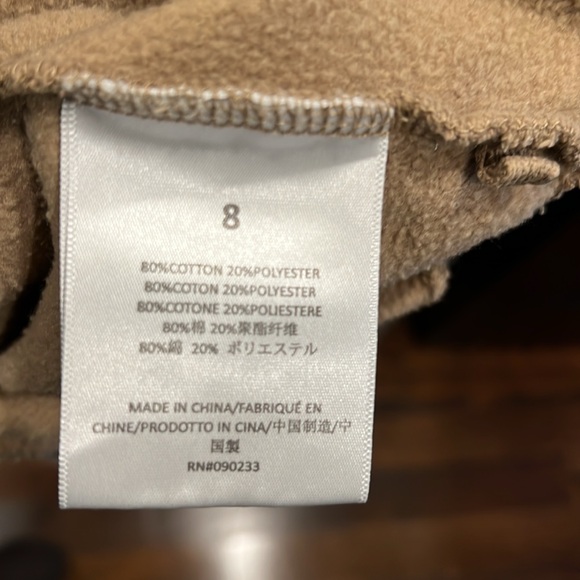 8
80%COTTON 20%POLYESTER
80%COTON 20%POLYESTER
80%COTONE 20%POLIESTERE
80%棉 20%聚酯纤维
80%綿 20% ポリエステル
MADE IN CHINA/FABRIQUÉ EN
CHINE/PRODOTTO IN CINA/中国制造/中
国製
RN#090233